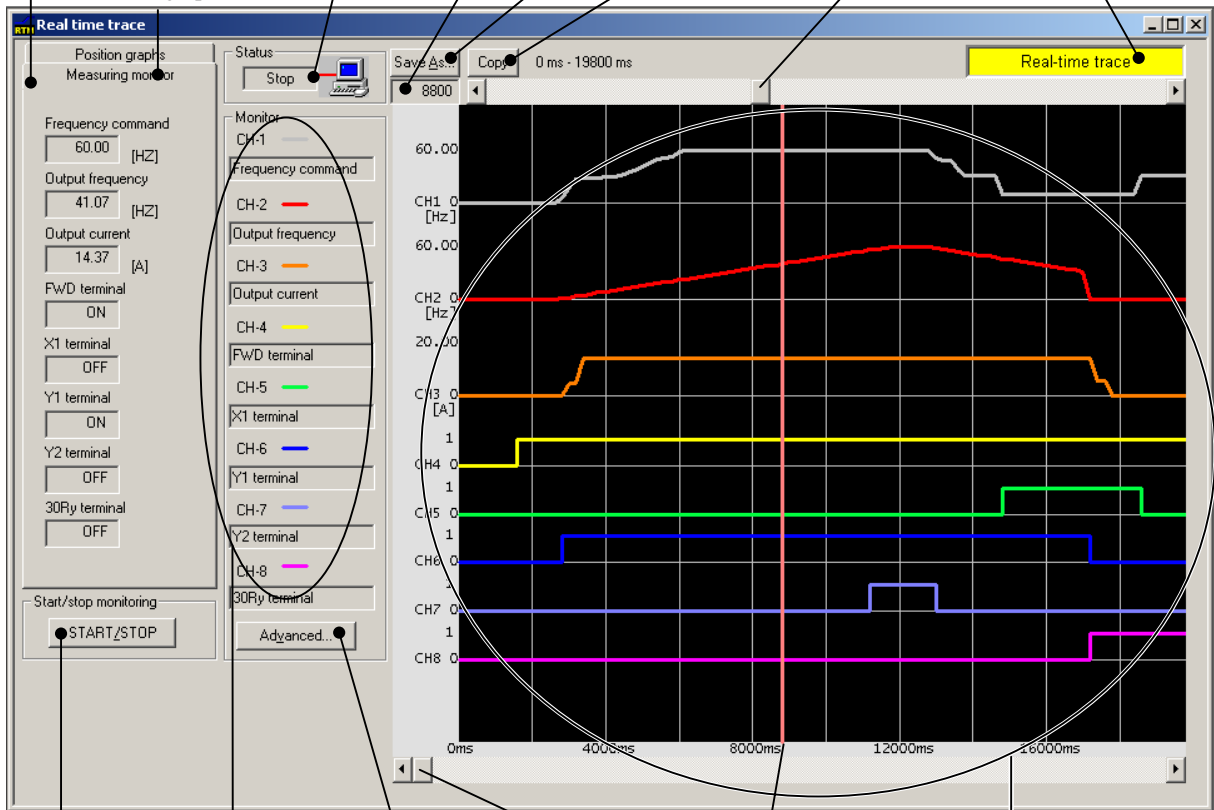 RTM Real time trace
Position graphs
Measuring monitor
Frequency command
60.00 [HZ]
Output frequency
41.07 [HZ]
Output current
14.37 [A]
FWD terminal
ON
X1 terminal
OFF
Y1 terminal
ON
Y2 terminal
OFF
30Ry terminal
OFF
Start/stop monitoring
START/STOP
Status
Stop
Monitor
CH-1
Frequency command
CH-2
Output frequency
CH-3
Output current
CH-4
FWD terminal
CH-5
X1 terminal
CH-6
Y1 terminal
CH-7
Y2 terminal
CH-8
30Ry terminal
Advanced...
Save As...
Copy
0 ms - 19800 ms
Real-time trace
8800
60.00
CH1 0
[Hz]
60.00
CH2 0
[Hz]
20.00
CH3 0
[A]
1
CH4 0
1
CH5 0
1
CH6 0
1
CH7 0
1
CH8 0
0ms 4000ms 8000ms 12000ms 16000ms